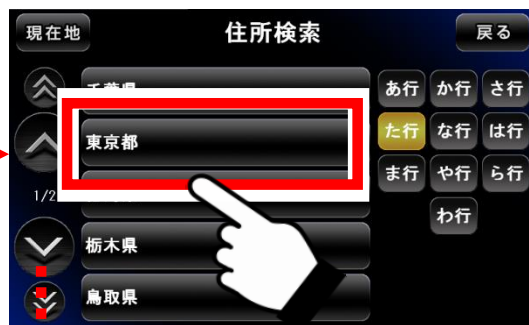 現在地
住所検索
戻る
千葉県
東京都
栃木県
鳥取県
1/2
あ行 か行 さ行
た行 な行 は行
ま行 や行 ら行
わ行